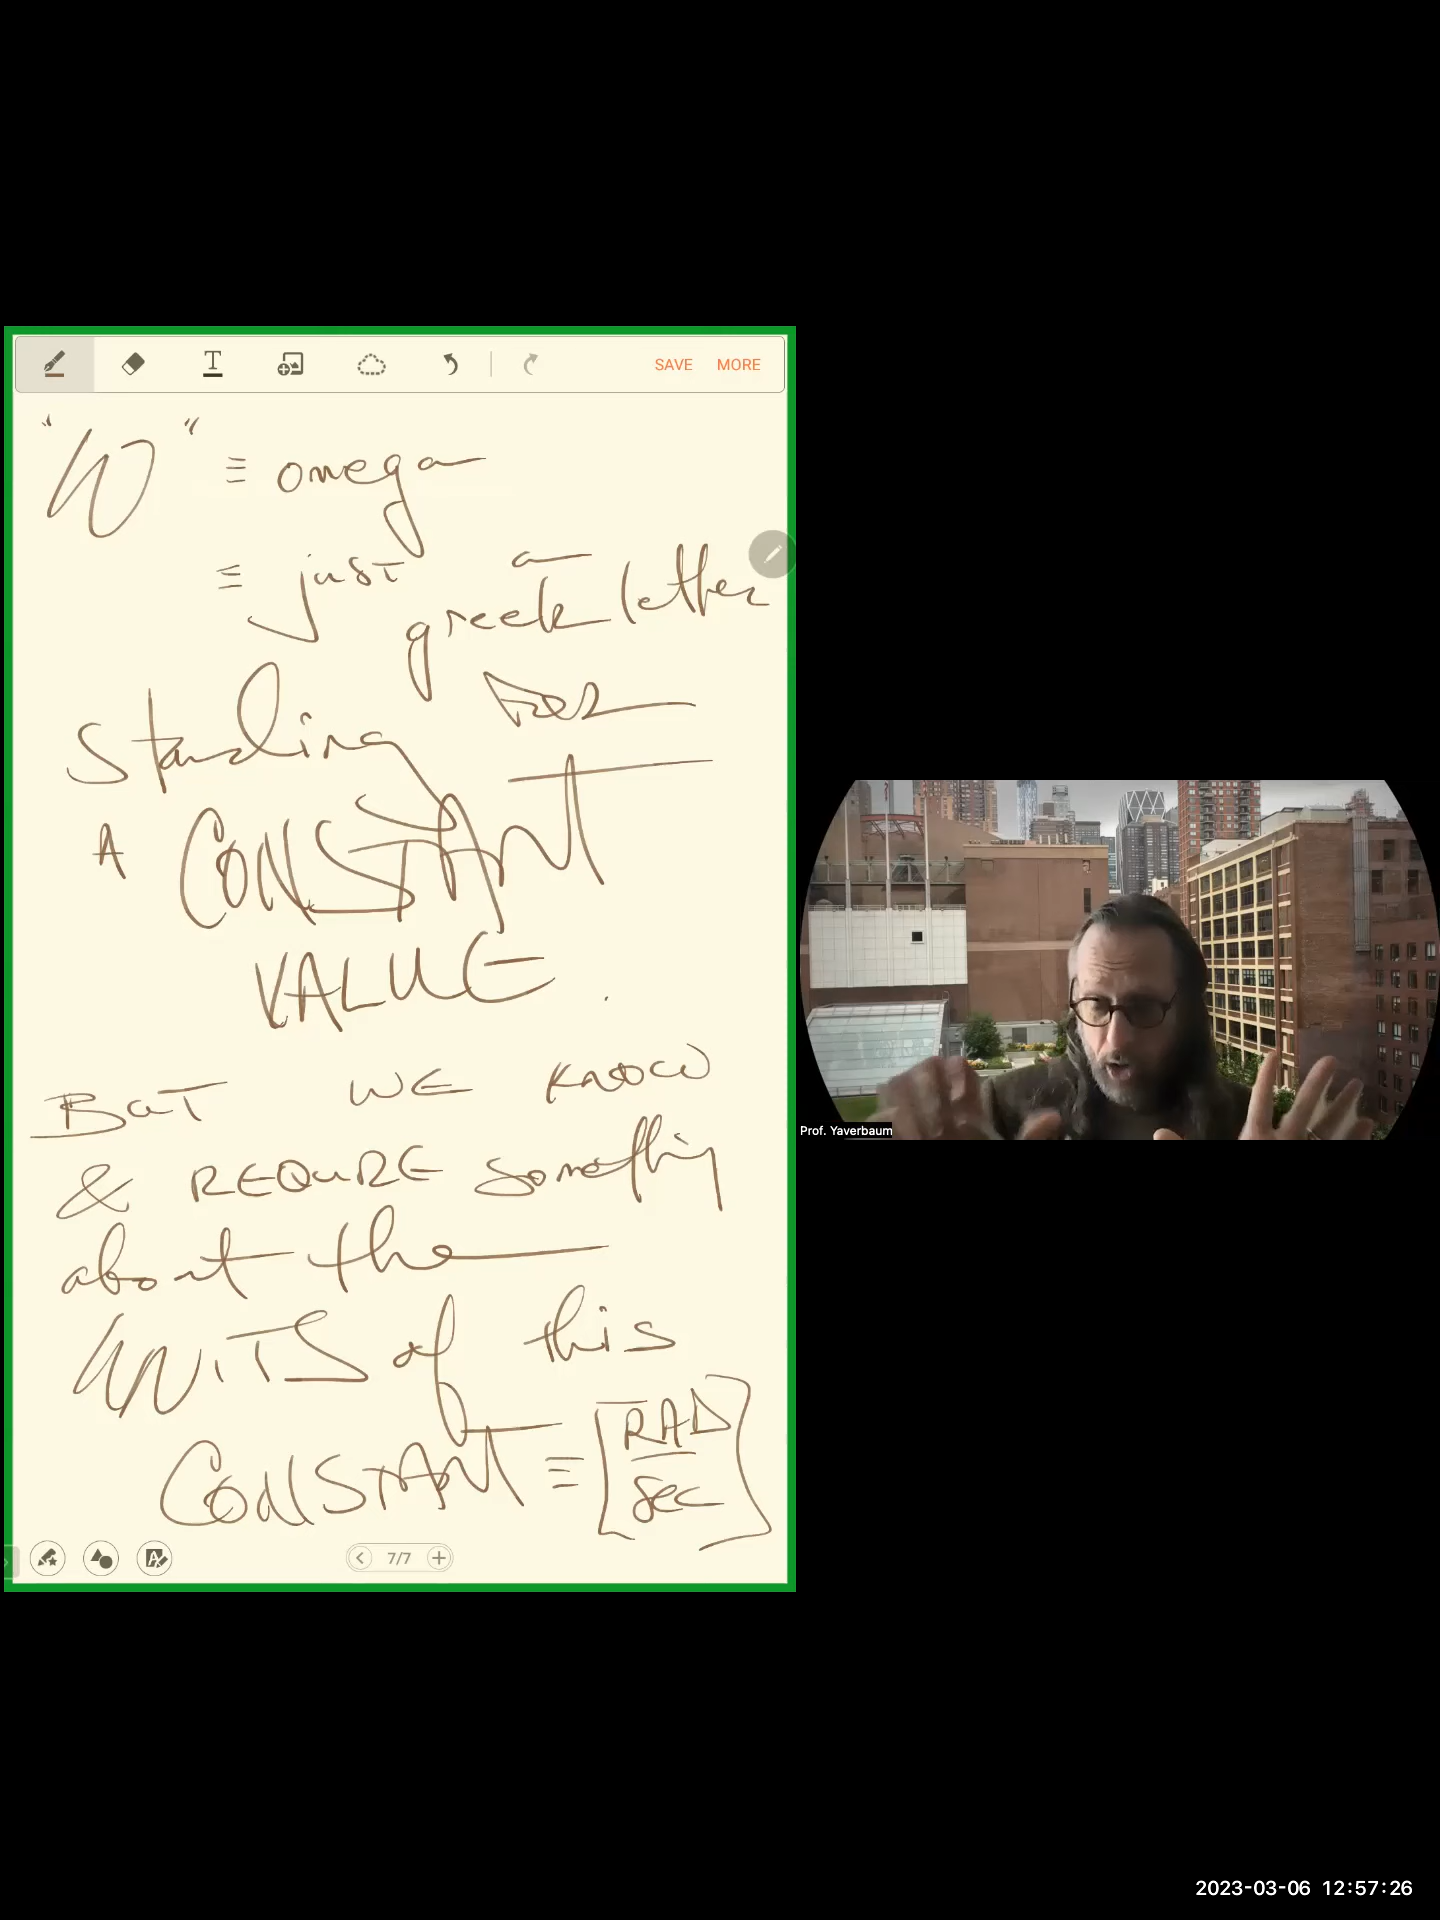 SAVE MORE
"ω" ≡ omega
≡ just a
greek letter
standing FOR
A CONSTANT
VALUE.
BUT WE KNOW
& REQUIRE something
about the
UNITS of this
CONSTANT ≡ [RAD/sec]
7/7
Prof. Yaverbaum
2023-03-06 12:57:26